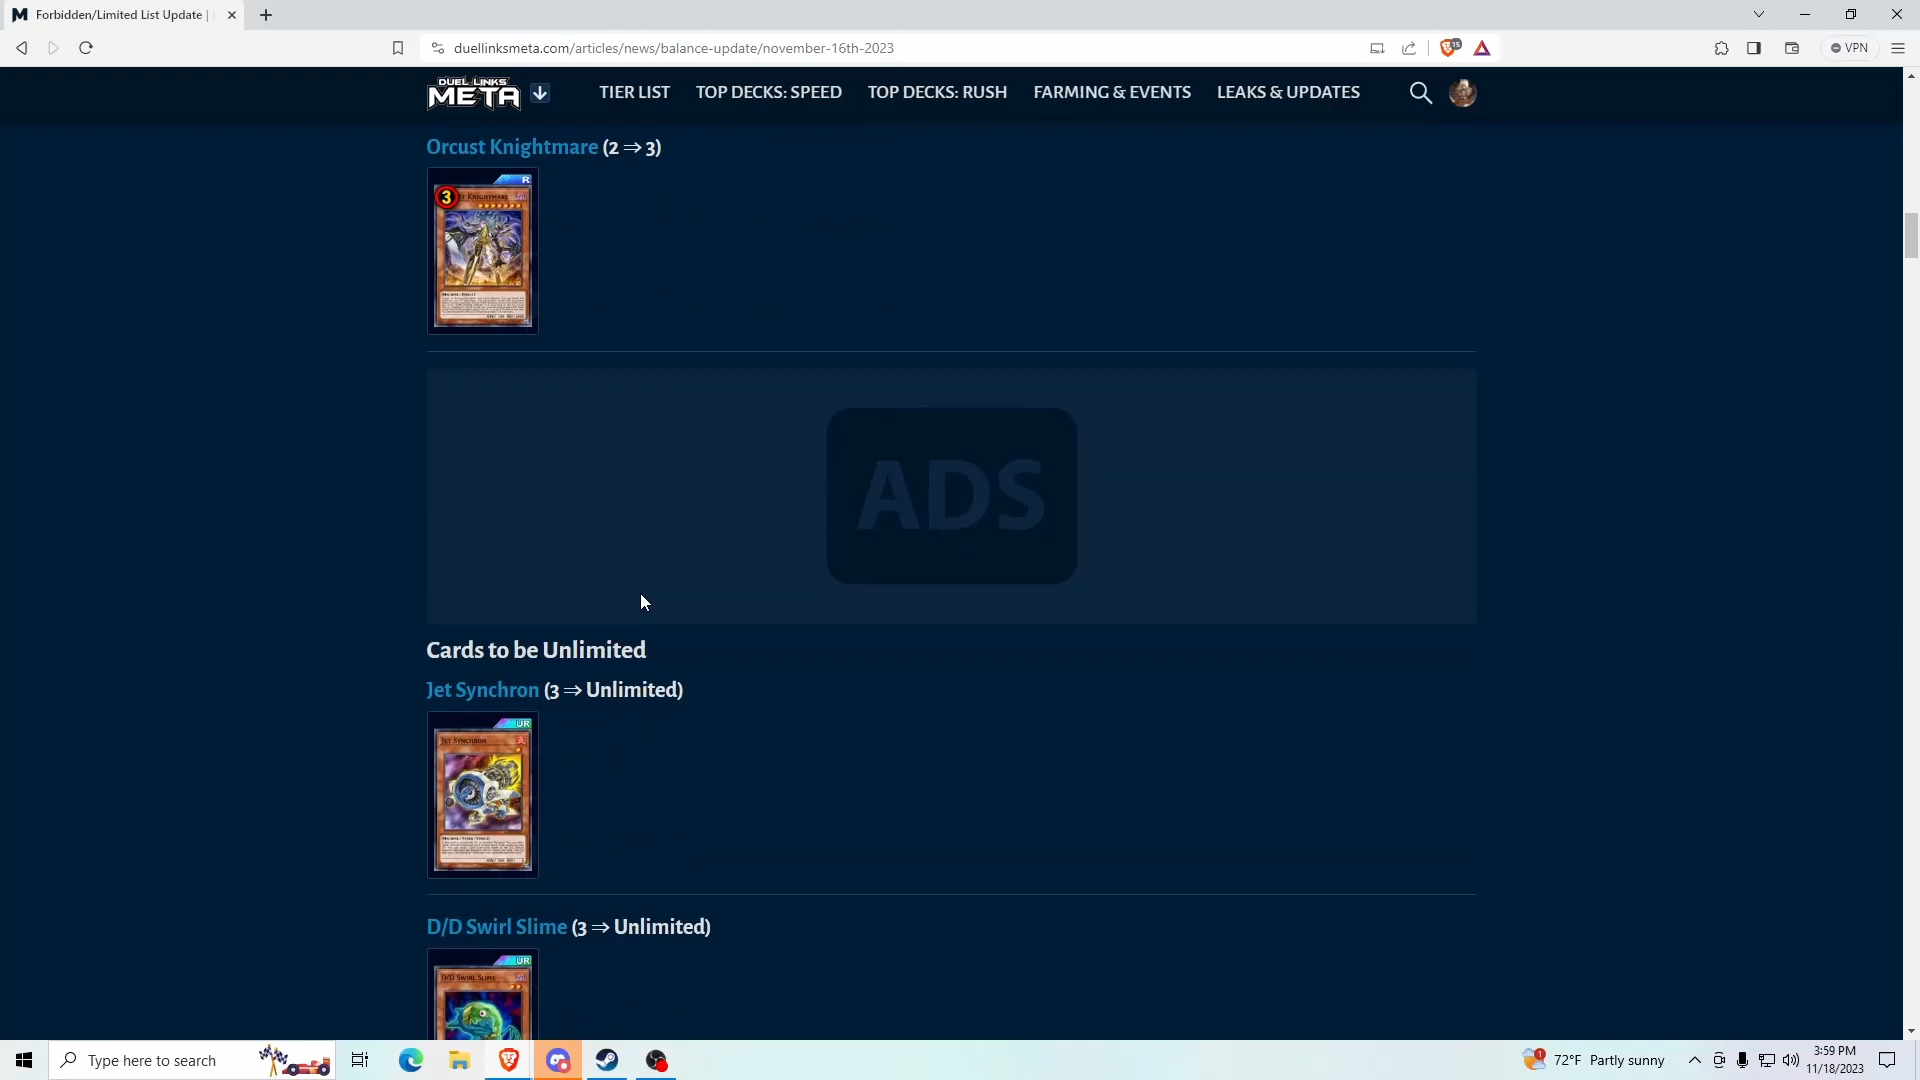 Forbidden/Limited List Update |
duellinksmeta.com/articles/news/balance-update/november-16th-2023
15
VPN
DUEL LINKS
META
TIER LIST
TOP DECKS: SPEED
TOP DECKS: RUSH
FARMING & EVENTS
LEAKS & UPDATES
Orcust Knightmare (2 ⇒ 3)
R
3
KNIGHTMARE
ADS
Cards to be Unlimited
Jet Synchron (3 ⇒ Unlimited)
UR
JET SYNCHRON
D/D Swirl Slime (3 ⇒ Unlimited)
UR
D/D SWIRL SLIME
Type here to search
1
72°F Partly sunny
3:59 PM
11/18/2023